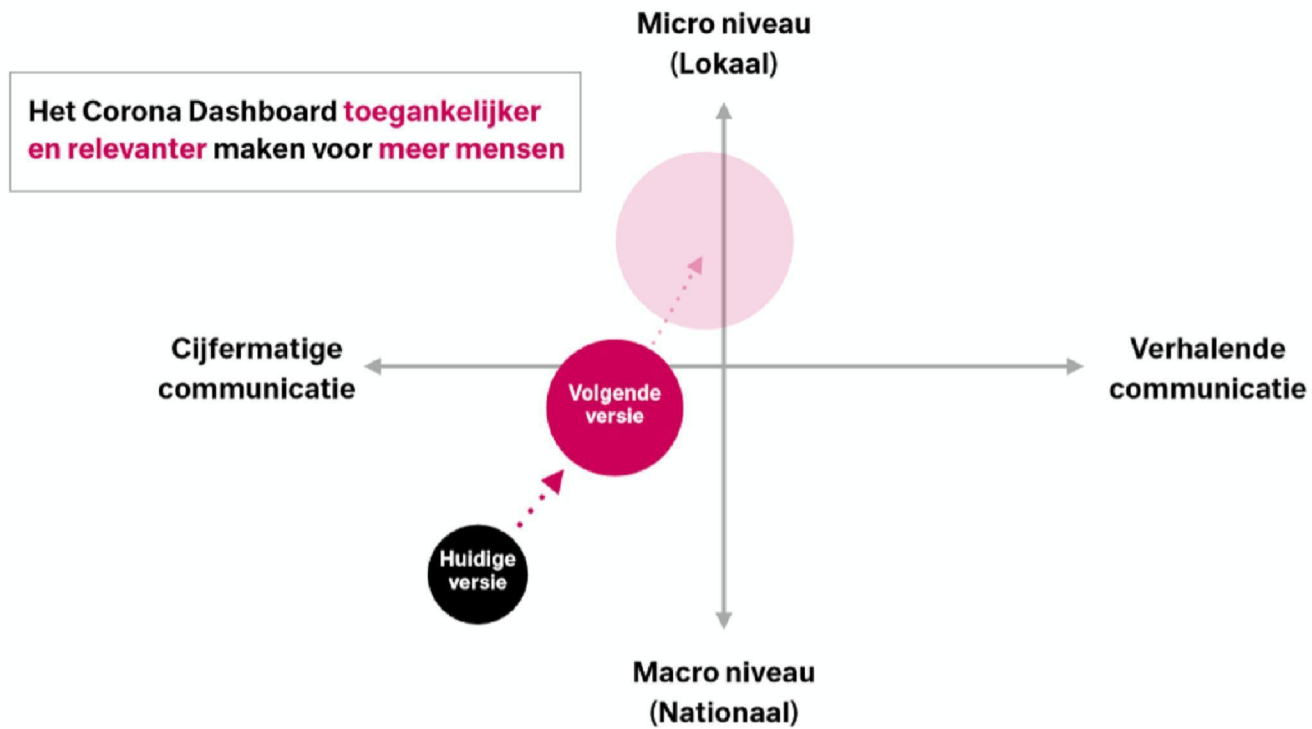 Micro niveau
(Lokaal)
Het Corona Dashboard toegankelijker
en relevanter maken voor meer mensen
Cijfermatige
communicatie
Verhalende
communicatie
Volgende
versie
Huidige
versie
Macro niveau
(Nationaal)